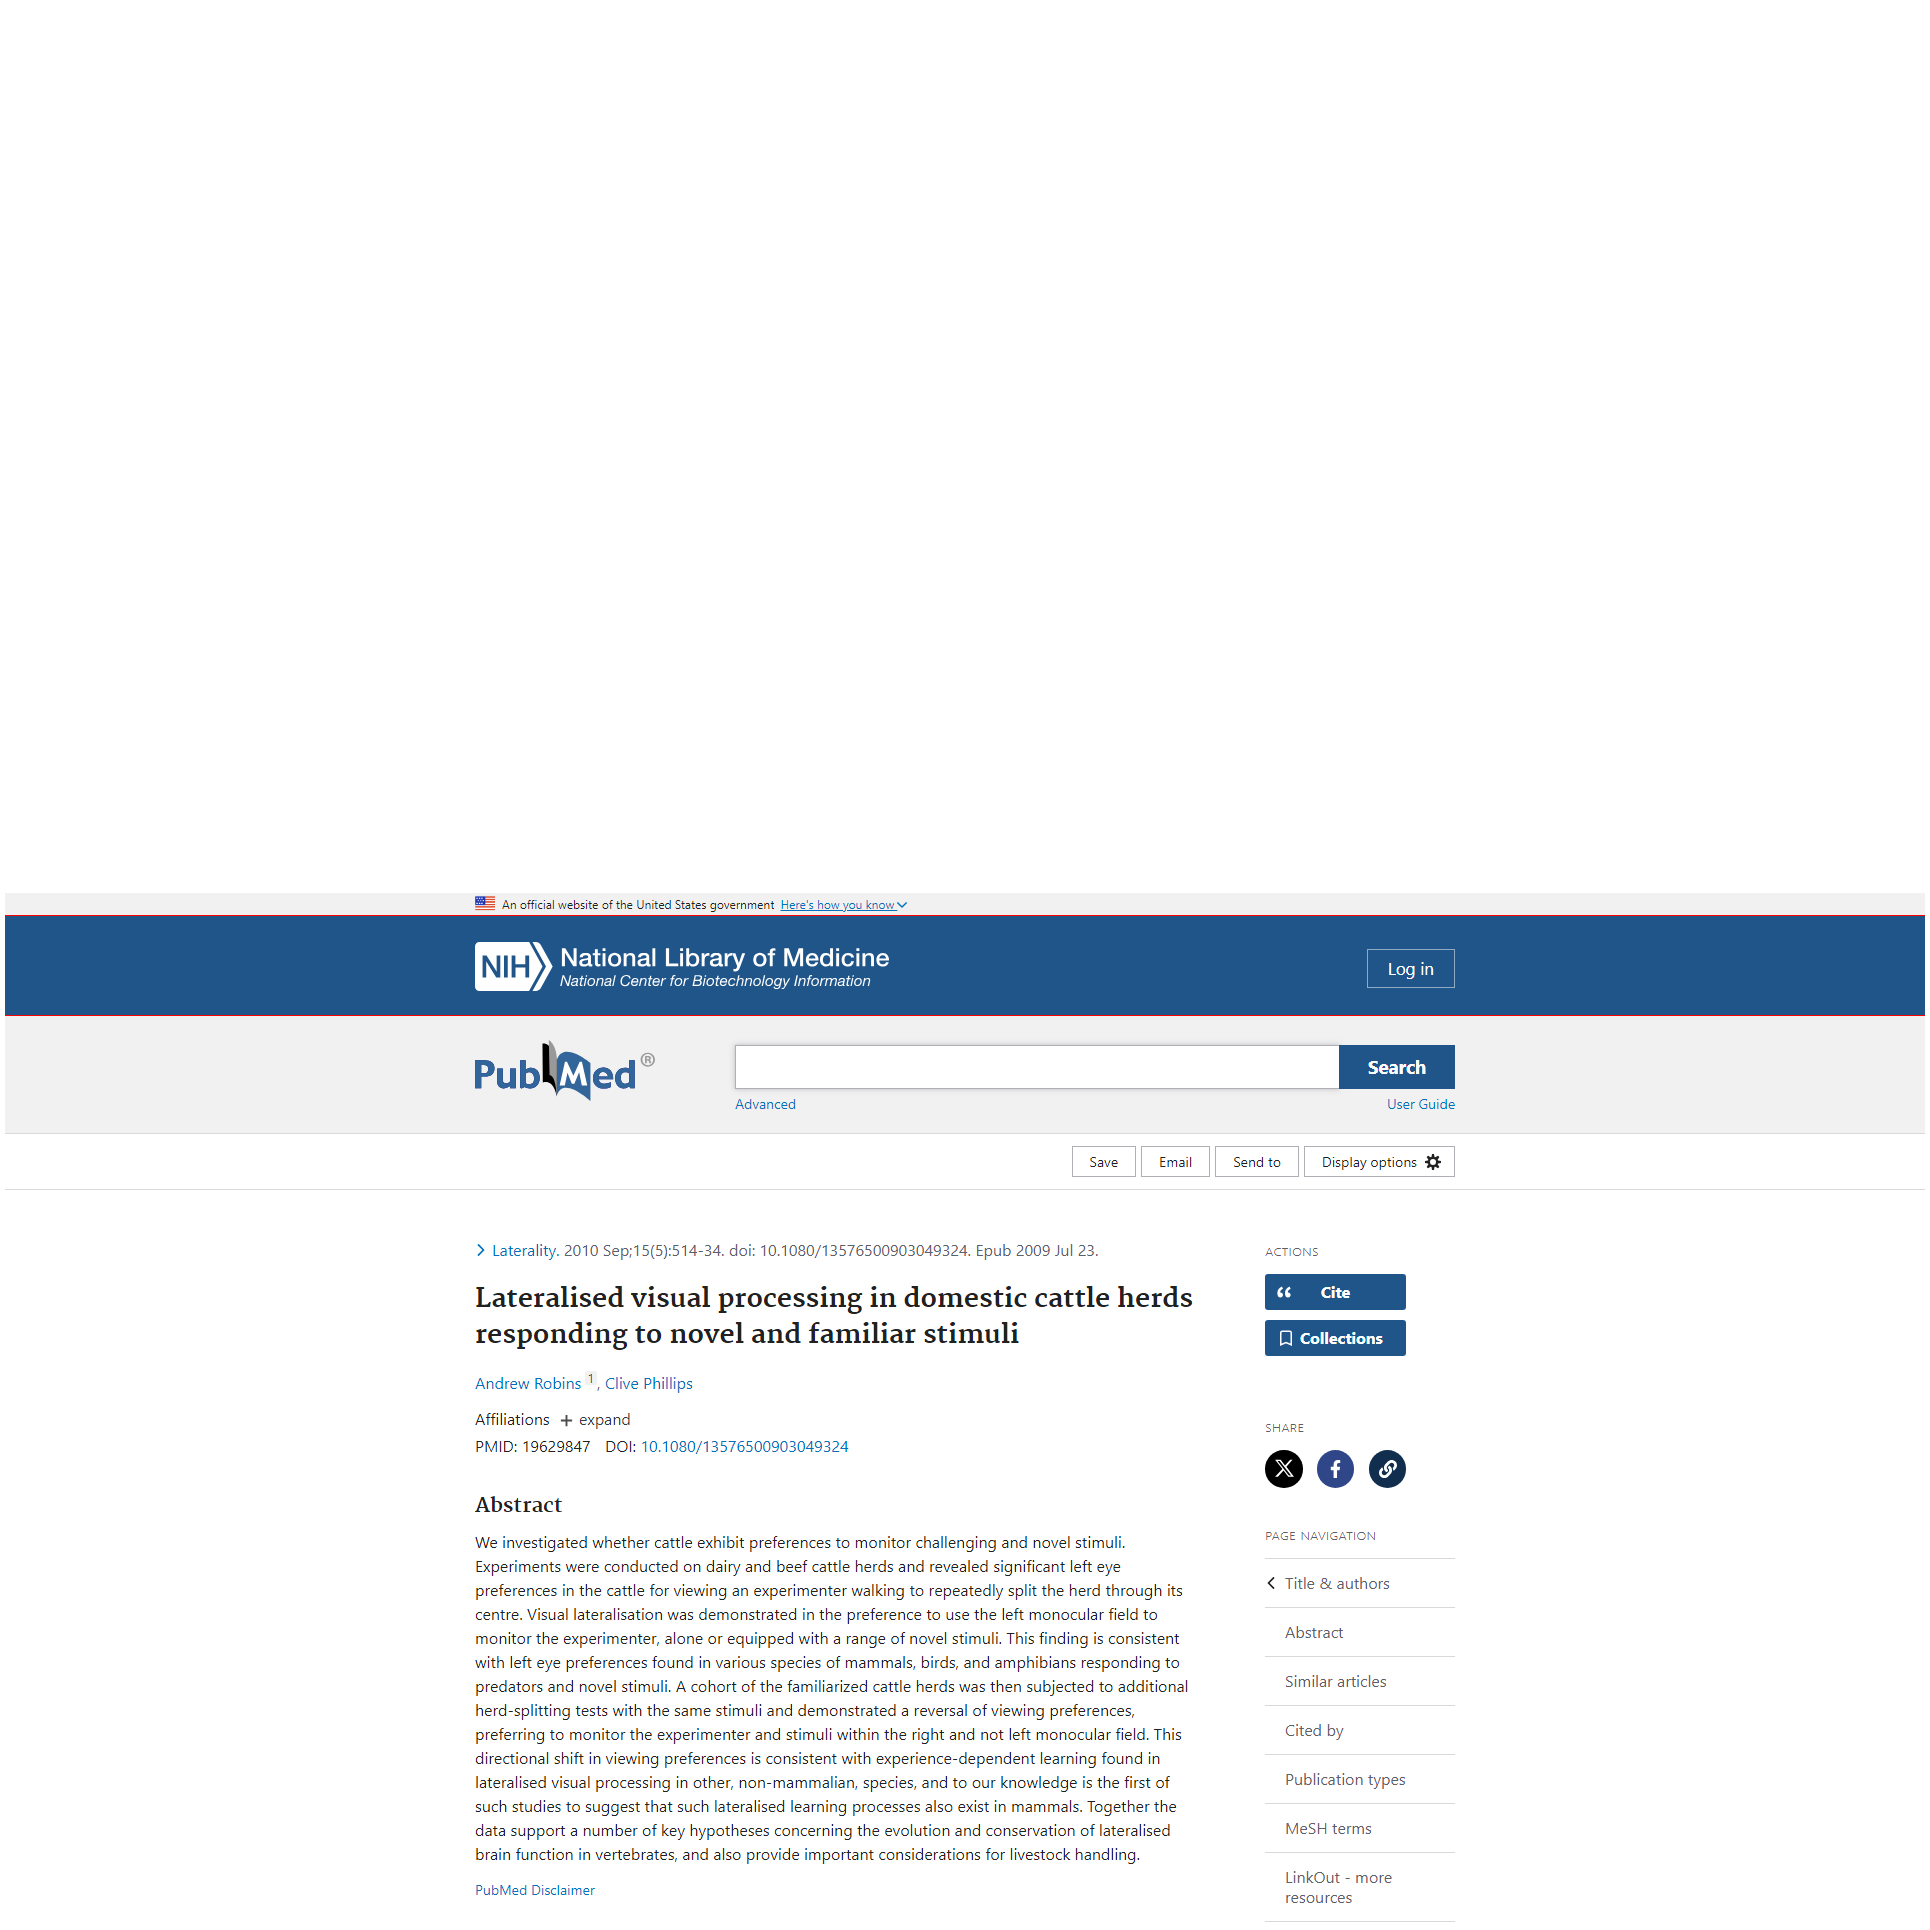 An official website of the United States government Here's how you know
NIH National Library of Medicine
National Center for Biotechnology Information
Log in
PubMed®
Search
Advanced
User Guide
Save
Email
Send to
Display options
Laterality. 2010 Sep;15(5):514-34. doi: 10.1080/13576500903049324. Epub 2009 Jul 23.
Lateralised visual processing in domestic cattle herds
responding to novel and familiar stimuli
Andrew Robins 1, Clive Phillips
Affiliations + expand
PMID: 19629847 DOI: 10.1080/13576500903049324
Abstract
We investigated whether cattle exhibit preferences to monitor challenging and novel stimuli.
Experiments were conducted on dairy and beef cattle herds and revealed significant left eye
preferences in the cattle for viewing an experimenter walking to repeatedly split the herd through its
centre. Visual lateralisation was demonstrated in the preference to use the left monocular field to
monitor the experimenter, alone or equipped with a range of novel stimuli. This finding is consistent
with left eye preferences found in various species of mammals, birds, and amphibians responding to
predators and novel stimuli. A cohort of the familiarized cattle herds was then subjected to additional
herd-splitting tests with the same stimuli and demonstrated a reversal of viewing preferences,
preferring to monitor the experimenter and stimuli within the right and not left monocular field. This
directional shift in viewing preferences is consistent with experience-dependent learning found in
lateralised visual processing in other, non-mammalian, species, and to our knowledge is the first of
such studies to suggest that such lateralised learning processes also exist in mammals. Together the
data support a number of key hypotheses concerning the evolution and conservation of lateralised
brain function in vertebrates, and also provide important considerations for livestock handling.
PubMed Disclaimer
ACTIONS
Cite
Collections
SHARE
PAGE NAVIGATION
Title & authors
Abstract
Similar articles
Cited by
Publication types
MeSH terms
LinkOut - more
resources